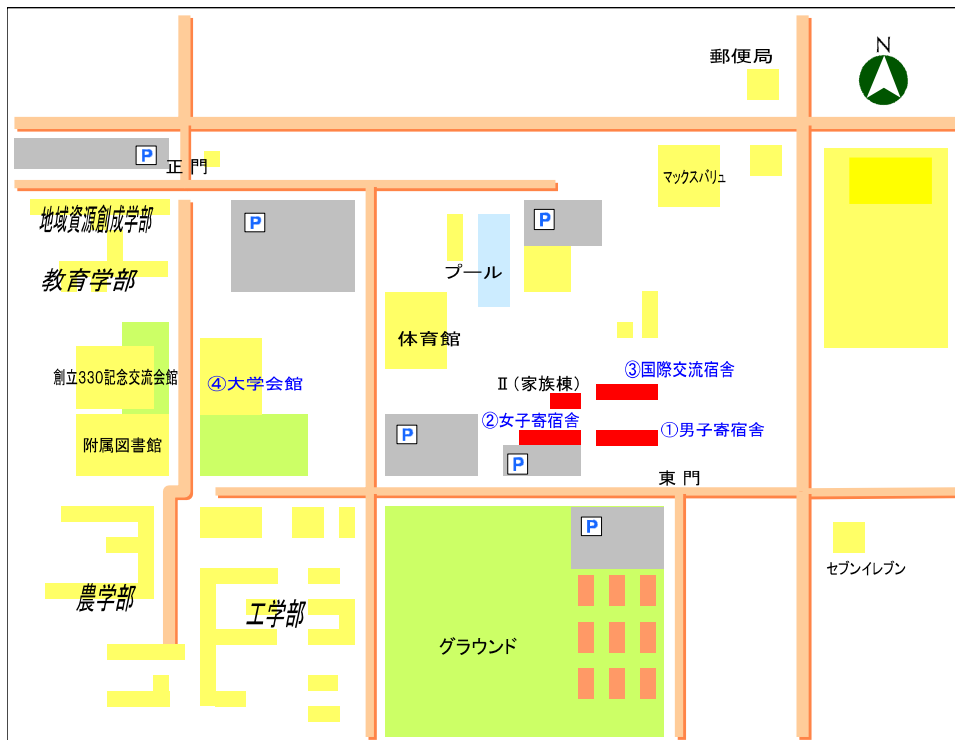 郵便局
N
P
正門
マックスバリュ
地域資源創成学部
P
P
教育学部
プール
体育館
創立330記念交流会館
④大学会館
③国際交流宿舎
Ⅱ(家族棟)
②女子寄宿舎
①男子寄宿舎
附属図書館
P
P
東門
P
セブンイレブン
農学部
工学部
グラウンド